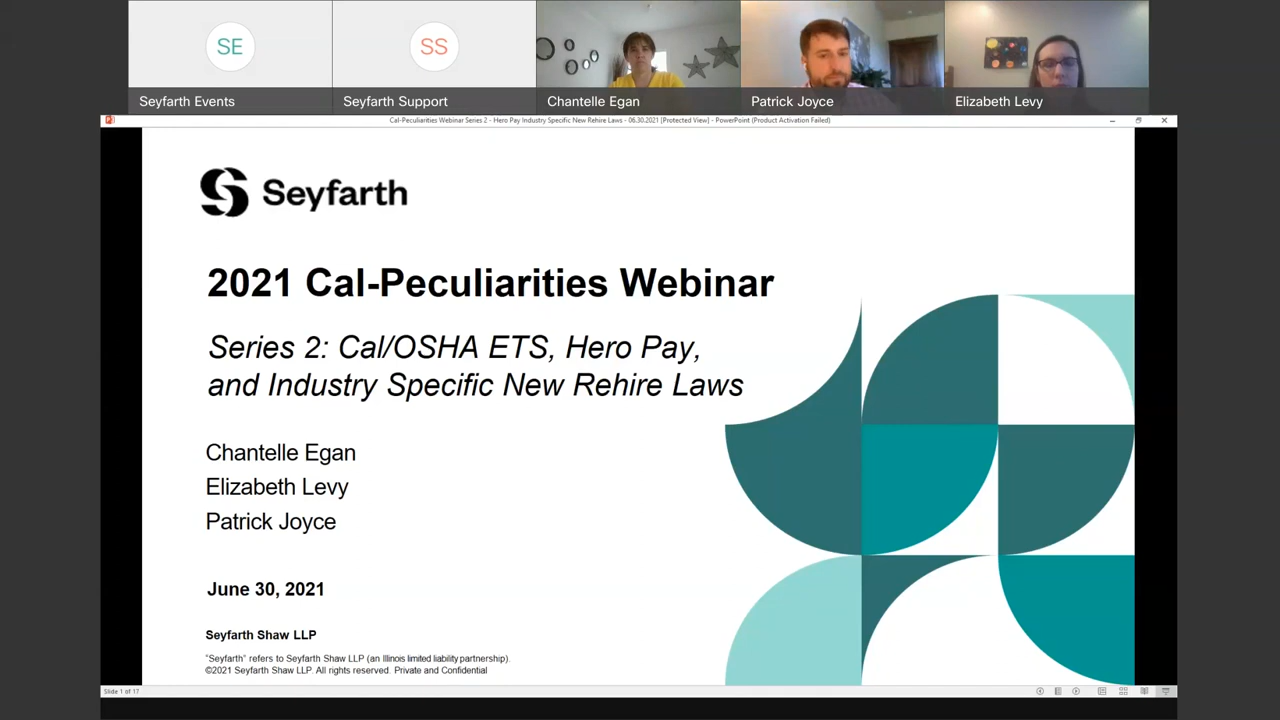 SE
SS
Seyfarth Events
Seyfarth Support
Chantelle Egan
Patrick Joyce
Elizabeth Levy
Cal-Peculiarities Webinar Series 2 - Hero Pay Industry Specific New Rehire Laws - 06.30.2021 [Protected View] - PowerPoint (Product Activation Failed)
Seyfarth
2021 Cal-Peculiarities Webinar
Series 2: Cal/OSHA ETS, Hero Pay,
and Industry Specific New Rehire Laws
Chantelle Egan
Elizabeth Levy
Patrick Joyce
June 30, 2021
Seyfarth Shaw LLP
"Seyfarth" refers to Seyfarth Shaw LLP (an Illinois limited liability partnership).
©2021 Seyfarth Shaw LLP. All rights reserved. Private and Confidential
Slide 1 of 17